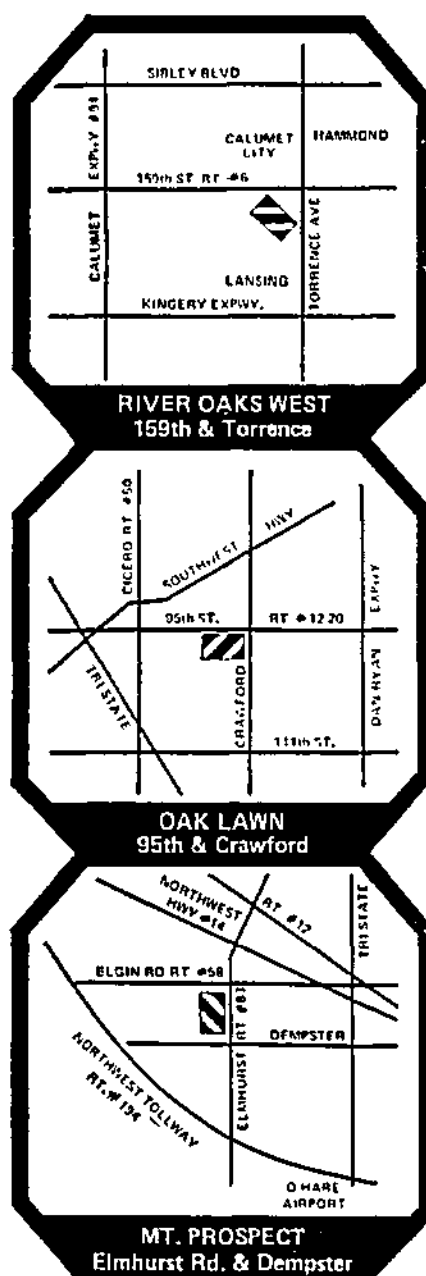 SIBLEY BLVD
EXPWY #94
CALUMET CITY
HAMMOND
159th ST. RT #6
CALUMET
TORRENCE AVE
LANSING
KINGERY EXPWY.
RIVER OAKS WEST
159th & Torrence
CICERO RT #50
SOUTHWEST HWY
EXPWY
95th ST.
RT #12-20
TRI STATE
CRAWFORD
DAN RYAN
111th ST.
OAK LAWN
95th & Crawford
NORTHWEST
HWY #14
RT #12
TRI STATE
ELGIN RD RT #58
ELMHURST RT #83
DEMPSTER
NORTHWEST TOLLWAY
RT. #194
O HARE
AIRPORT
MT. PROSPECT
Elmhurst Rd. & Dempster